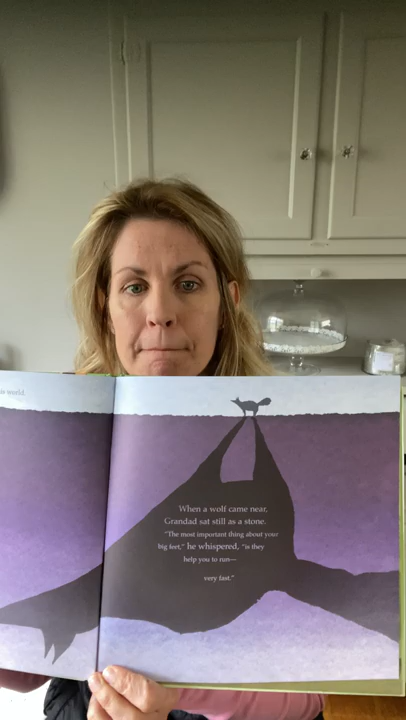 is world.
When a wolf came near,
Grandad sat still as a stone.
"The most important thing about your
big feet," he whispered, "is they
help you to run—
very fast."